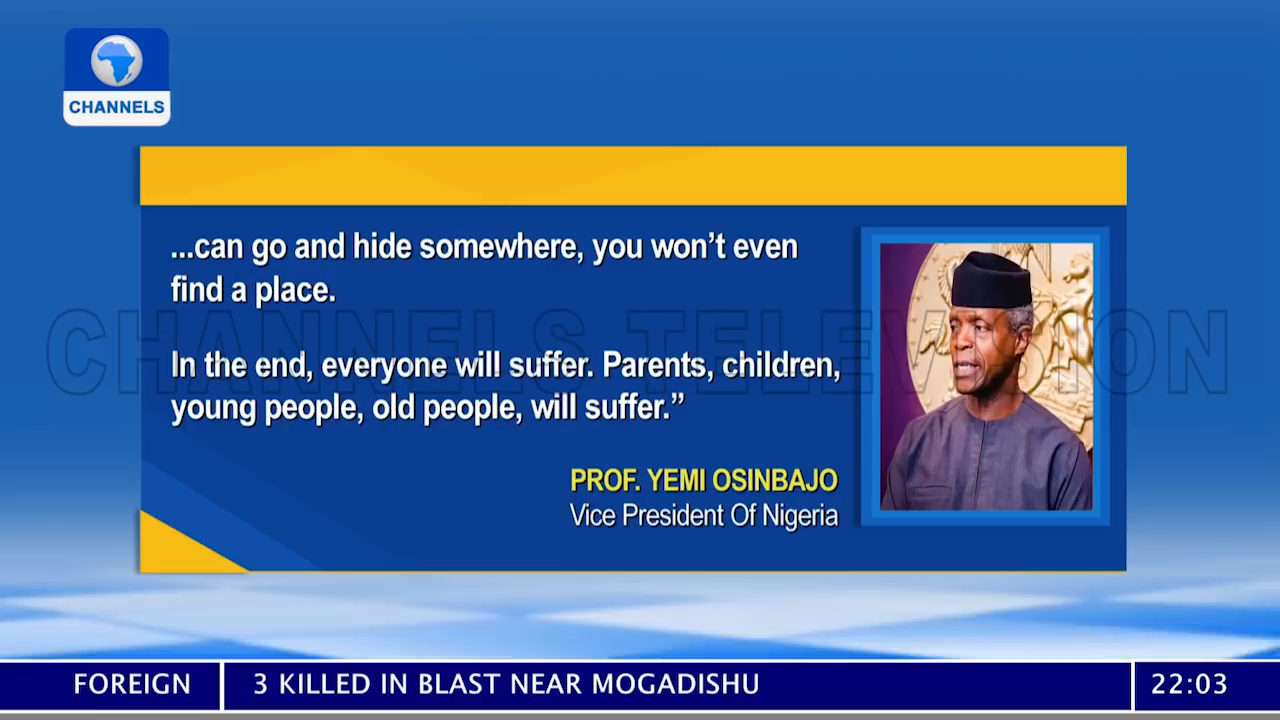 CHANNELS
...can go and hide somewhere, you won't even
find a place.
CHANNELS TELEVISION
In the end, everyone will suffer. Parents, children,
young people, old people, will suffer.”
PROF. YEMI OSINBAJO
Vice President Of Nigeria
FOREIGN
3 KILLED IN BLAST NEAR MOGADISHU
22:03